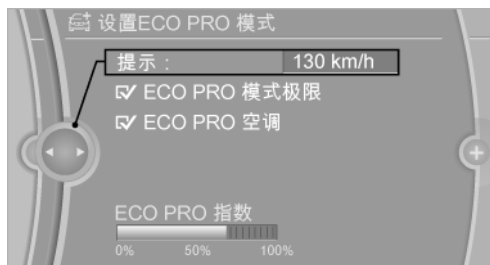 设置ECO PRO 模式
提示： 130 km/h
ECO PRO 模式极限
ECO PRO 空调
ECO PRO 指数
0% 50% 100%